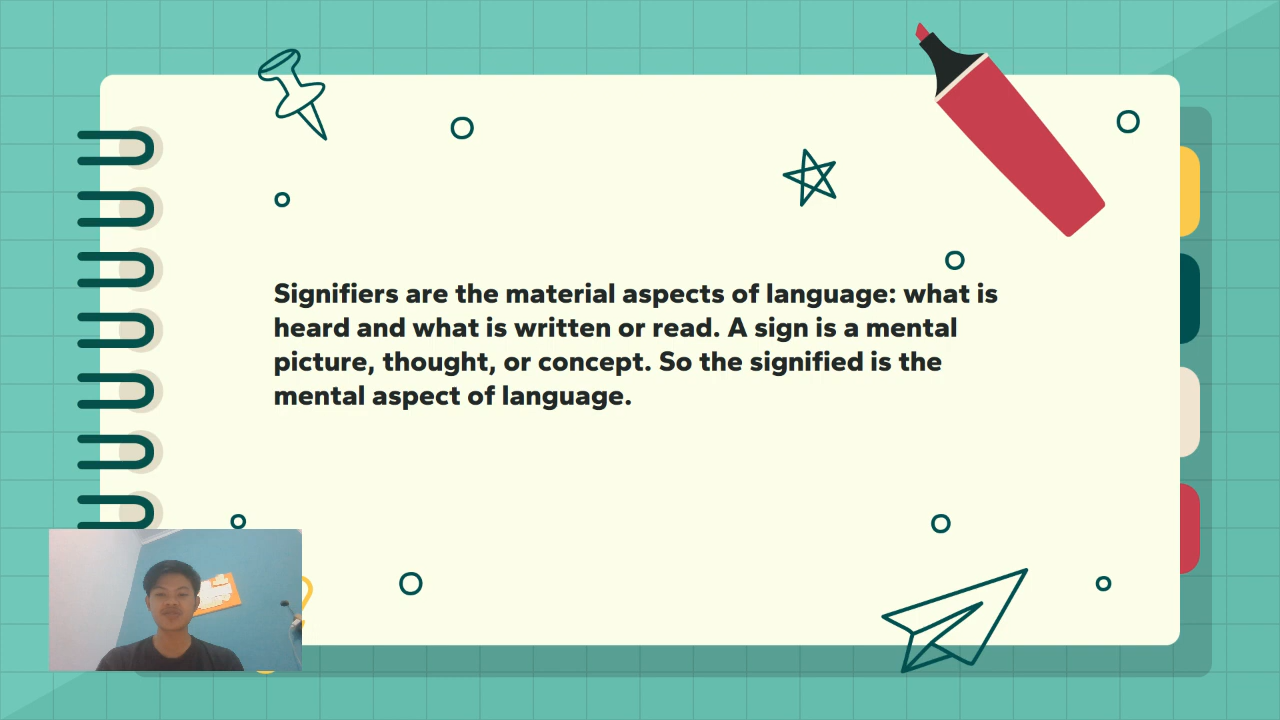 Signifiers are the material aspects of language: what is
heard and what is written or read. A sign is a mental
picture, thought, or concept. So the signified is the
mental aspect of language.